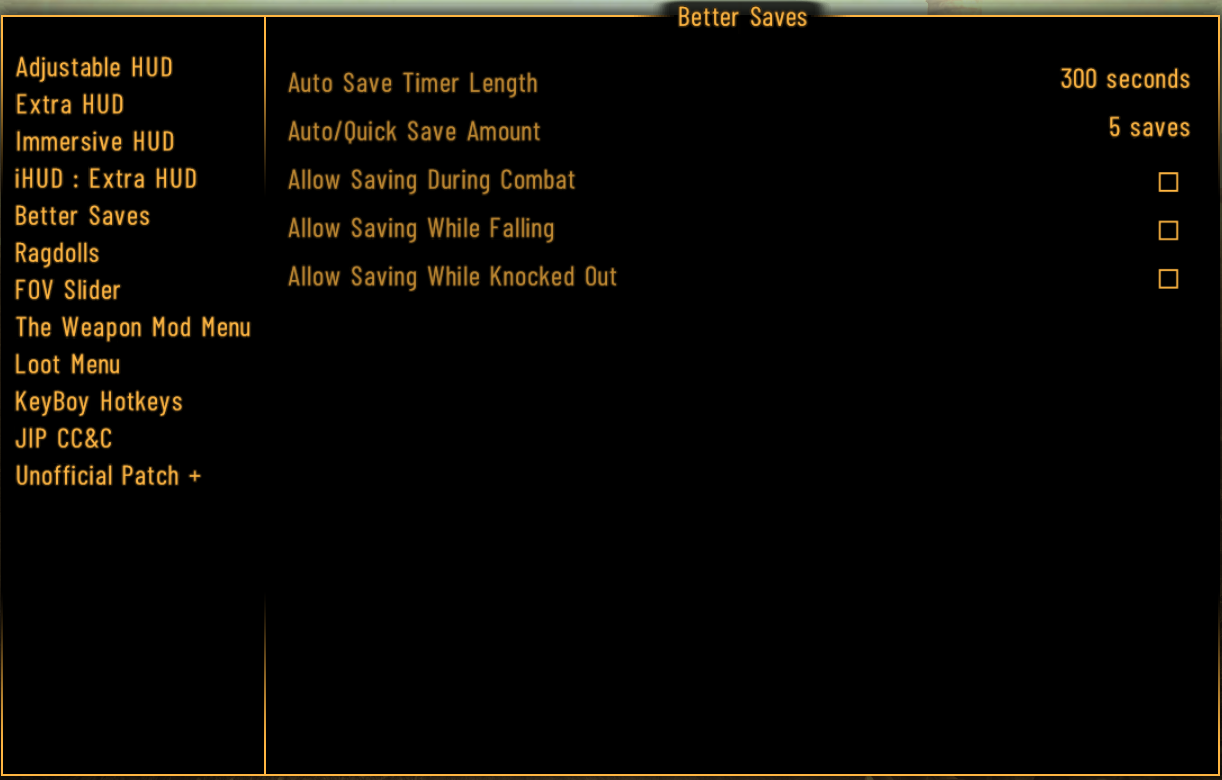 Better Saves
Adjustable HUD
Extra HUD
Immersive HUD
iHUD : Extra HUD
Better Saves
Ragdolls
FOV Slider
The Weapon Mod Menu
Loot Menu
KeyBoy Hotkeys
JIP CC&C
Unofficial Patch +
Auto Save Timer Length 300 seconds
Auto/Quick Save Amount 5 saves
Allow Saving During Combat
Allow Saving While Falling
Allow Saving While Knocked Out